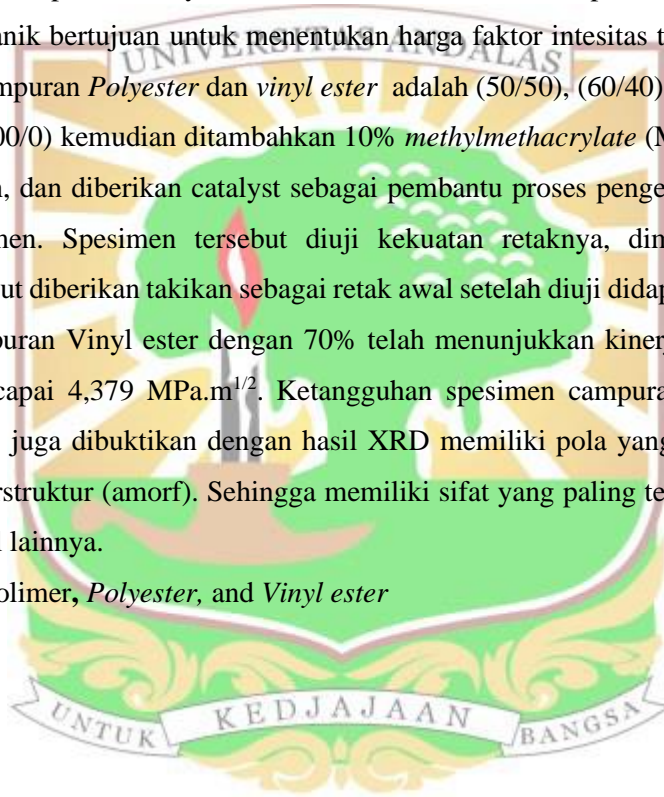 anik bertujuan untuk menentukan harga faktor intesitas t
UNIVERSITAS ANDALAS
mpuran Polyester dan vinyl ester adalah (50/50), (60/40)
00/0) kemudian ditambahkan 10% methylmethacrylate (M
n, dan diberikan catalyst sebagai pembantu proses penge
men. Spesimen tersebut diuji kekuatan retaknya, din
ut diberikan takikan sebagai retak awal setelah diuji didap
puran Vinyl ester dengan 70% telah menunjukkan kiner
capai 4,379 MPa.m1/2. Ketangguhan spesimen campura
juga dibuktikan dengan hasil XRD memiliki pola yang
rstruktur (amorf). Sehingga memiliki sifat yang paling te
i lainnya.
olimer, Polyester, and Vinyl ester
UNTUK KEDJAJAAN BANGSA